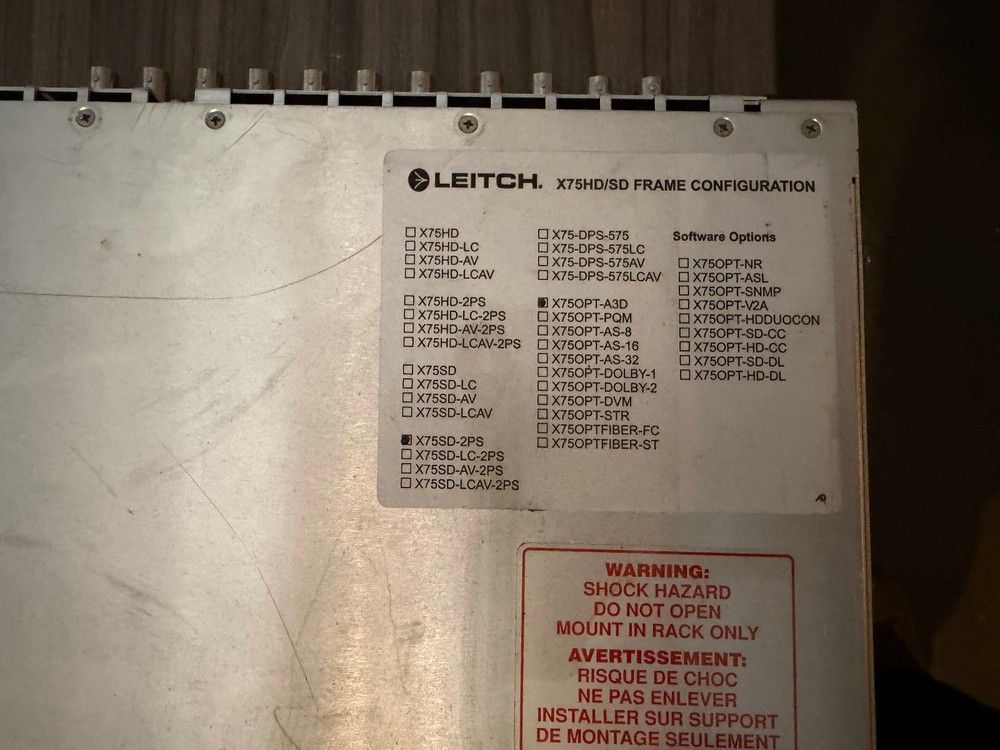 LEITCH. X75HD/SD FRAME CONFIGURATION
X75HD
X75HD-LC
X75HD-AV
X75HD-LCAV
X75HD-2PS
X75HD-LC-2PS
X75HD-AV-2PS
X75HD-LCAV-2PS
X75SD
X75SD-LC
X75SD-AV
X75SD-LCAV
X75SD-2PS
X75SD-LC-2PS
X75SD-AV-2PS
X75SD-LCAV-2PS
X75-DPS-575
X75-DPS-575LC
X75-DPS-575AV
X75-DPS-575LCAV
X75OPT-A3D
X75OPT-PQM
X75OPT-AS-8
X75OPT-AS-16
X75OPT-AS-32
X75OPT-DOLBY-1
X75OPT-DOLBY-2
X75OPT-DVM
X75OPT-STR
X75OPTFIBER-FC
X75OPTFIBER-ST
Software Options
X75OPT-NR
X75OPT-ASL
X75OPT-SNMP
X75OPT-V2A
X75OPT-HDDUOCON
X75OPT-SD-CC
X75OPT-HD-CC
X75OPT-SD-DL
X75OPT-HD-DL
WARNING:
SHOCK HAZARD
DO NOT OPEN
MOUNT IN RACK ONLY
AVERTISSEMENT:
RISQUE DE CHOC
NE PAS ENLEVER
INSTALLER SUR SUPPORT
DE MONTAGE SEULEMENT